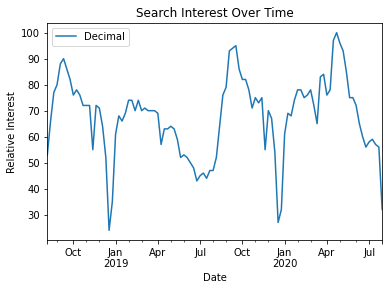 Search Interest Over Time
Decimal
Relative Interest
100
90
80
70
60
50
40
30
Oct Jan Apr Jul Oct Jan Apr Jul
2019 2020
Date